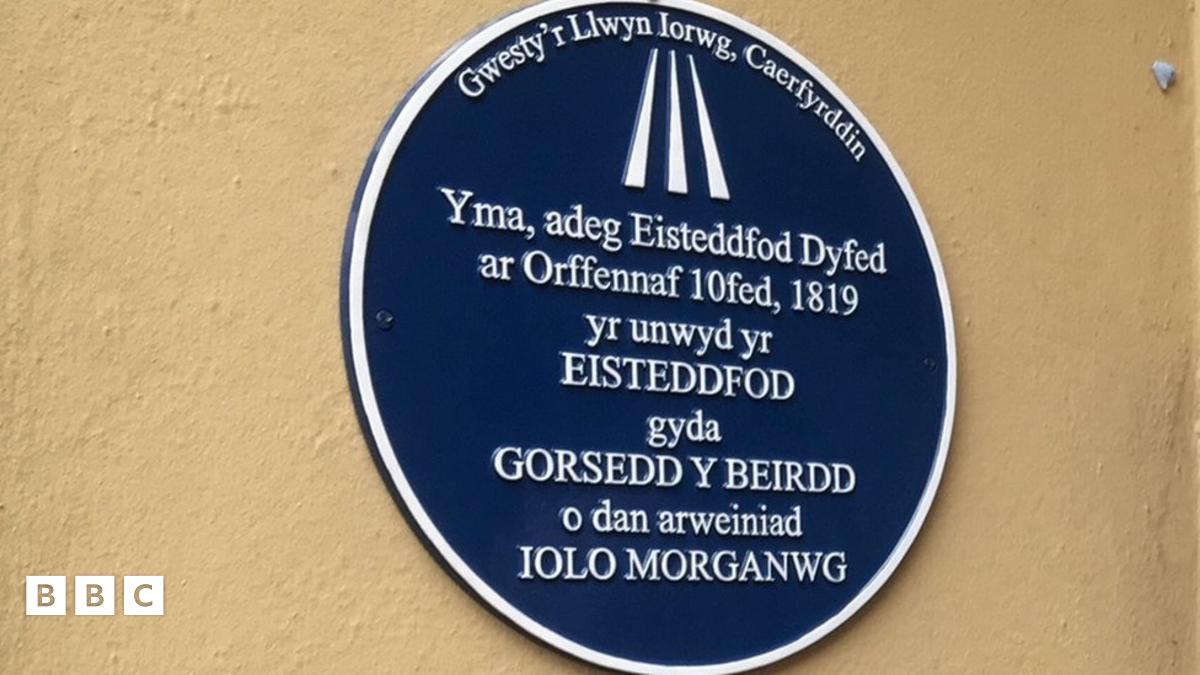 Gwesty'r Llwyn Iorwg, Caerfyrddin
Yma, adeg Eisteddfod Dyfed
ar Orffennaf 10fed, 1819
yr unwyd yr
EISTEDDFOD
gyda
GORSEDD Y BEIRDD
o dan arweiniad
IOLO MORGANWG
BBC